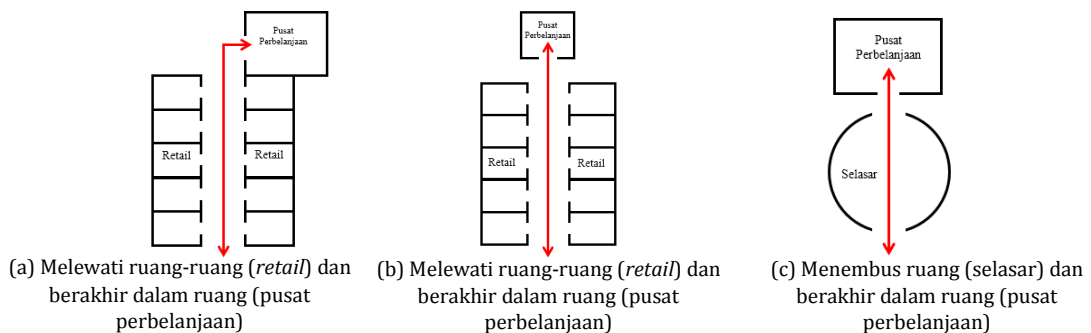 Pusat
Perbelanjaan
Retail
Retail
(a) Melewati ruang-ruang (retail) dan
berakhir dalam ruang (pusat
perbelanjaan)
Pusat
Perbelanjaan
Retail
Retail
(b) Melewati ruang-ruang (retail) dan
berakhir dalam ruang (pusat
perbelanjaan)
Pusat
Perbelanjaan
Selasar
(c) Menembus ruang (selasar) dan
berakhir dalam ruang (pusat
perbelanjaan)